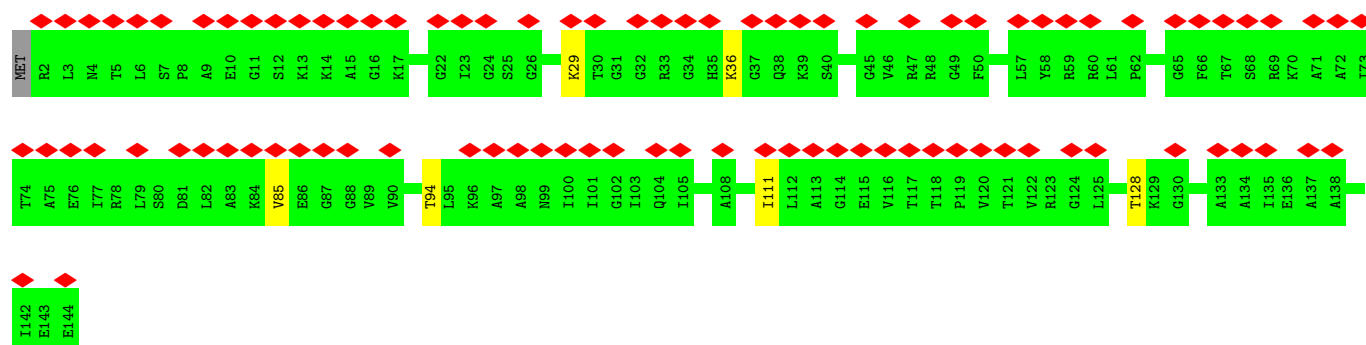 MET R2 L3 N4 T5 L6 S7 P8 A9 E10 G11 S12 K13 K14 A15 G16 K17 G22 I23 G24 S25 G26 K29 T30 G31 G32 R33 G34 H35 K36 G37 Q38 K39 S40 G45 V46 R47 R48 G49 F50 L57 Y58 R59 R60 L61 P62 G65 F66 T67 S68 R69 K70 A71 A72 I73
T74 A75 E76 I77 R78 L79 S80 D81 L82 A83 K84 V85 E86 G87 G88 V89 V90 T94 L95 K96 A97 A98 N99 I100 I101 G102 I103 Q104 I105 A108 I111 L112 A113 G114 E115 V116 T117 T118 P119 V120 T121 V122 R123 G124 L125 T128 K129 G130 A133 A134 I135 E136 A137 A138
I142 E143 E144